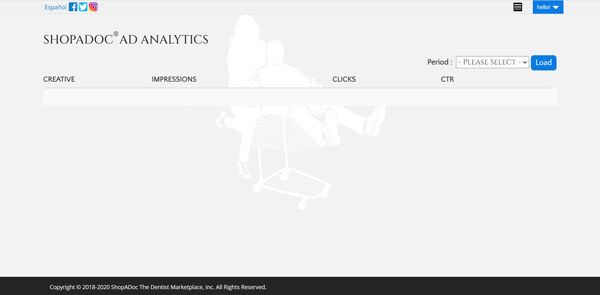 Español hello!
SHOPADOC® AD ANALYTICS
Period : - Please Select - Load
CREATIVE IMPRESSIONS CLICKS CTR
Copyright © 2018-2020 ShopADoc The Dentist Marketplace, Inc. All Rights Reserved.